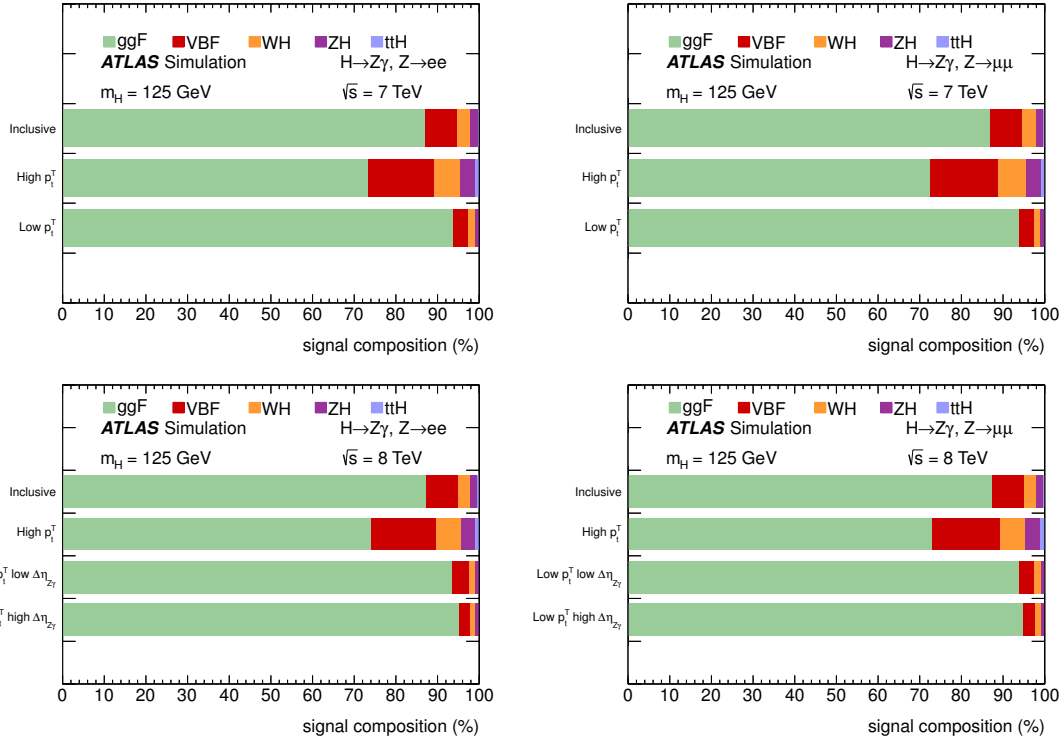 ggF VBF WH ZH ttH
ATLAS Simulation H→Zγ, Z→ee
m_H = 125 GeV √s = 7 TeV
Inclusive
High p_t^T
Low p_t^T
0 10 20 30 40 50 60 70 80 90 100
signal composition (%)
ggF VBF WH ZH ttH
ATLAS Simulation H→Zγ, Z→μμ
m_H = 125 GeV √s = 7 TeV
Inclusive
High p_t^T
Low p_t^T
0 10 20 30 40 50 60 70 80 90 100
signal composition (%)
ggF VBF WH ZH ttH
ATLAS Simulation H→Zγ, Z→ee
m_H = 125 GeV √s = 8 TeV
Inclusive
High p_t^T
p_t^T low Δη_Zγ
_t^T high Δη_Zγ
0 10 20 30 40 50 60 70 80 90 100
signal composition (%)
ggF VBF WH ZH ttH
ATLAS Simulation H→Zγ, Z→μμ
m_H = 125 GeV √s = 8 TeV
Inclusive
High p_t^T
Low p_t^T low Δη_Zγ
Low p_t^T high Δη_Zγ
0 10 20 30 40 50 60 70 80 90 100
signal composition (%)